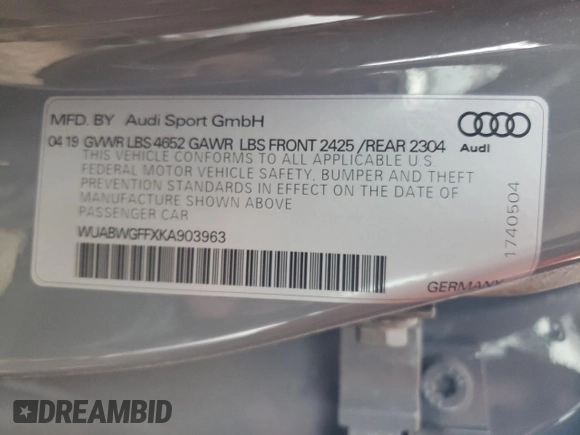 MFD. BY Audi Sport GmbH
04 19 GVWR LBS 4652 GAWR LBS FRONT 2425 /REAR 2304
Audi
THIS VEHICLE CONFORMS TO ALL APPLICABLE U.S.
FEDERAL MOTOR VEHICLE SAFETY, BUMPER AND THEFT
PREVENTION STANDARDS IN EFFECT ON THE DATE OF
MANUFACTURE SHOWN ABOVE
PASSENGER CAR
WUABWGFFXKA903963
1740504
GERMANY
DREAMBID